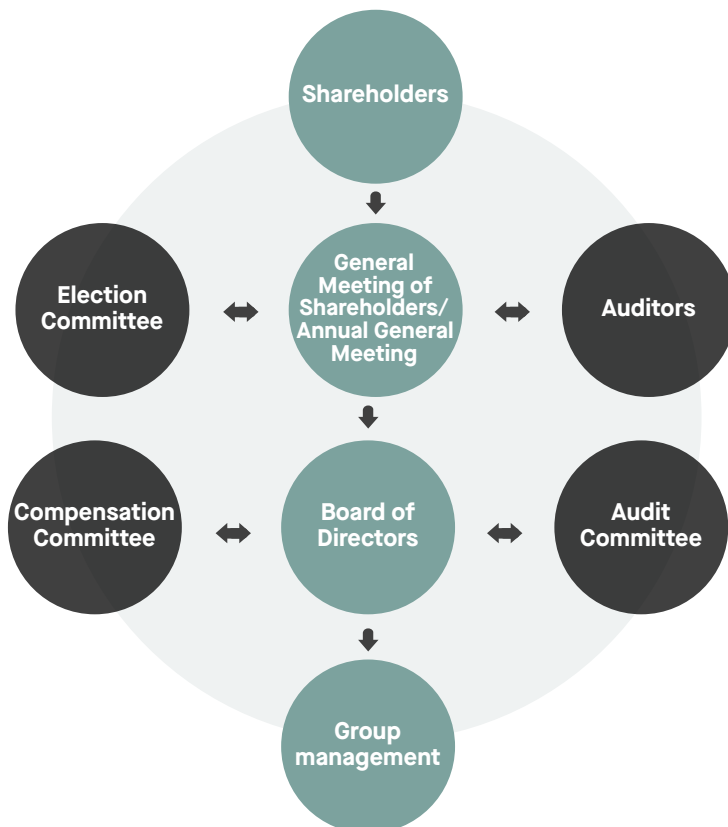 Shareholders
Election
Committee
General
Meeting of
Shareholders/
Annual General
Meeting
Auditors
Compensation
Committee
Board of
Directors
Audit
Committee
Group
management